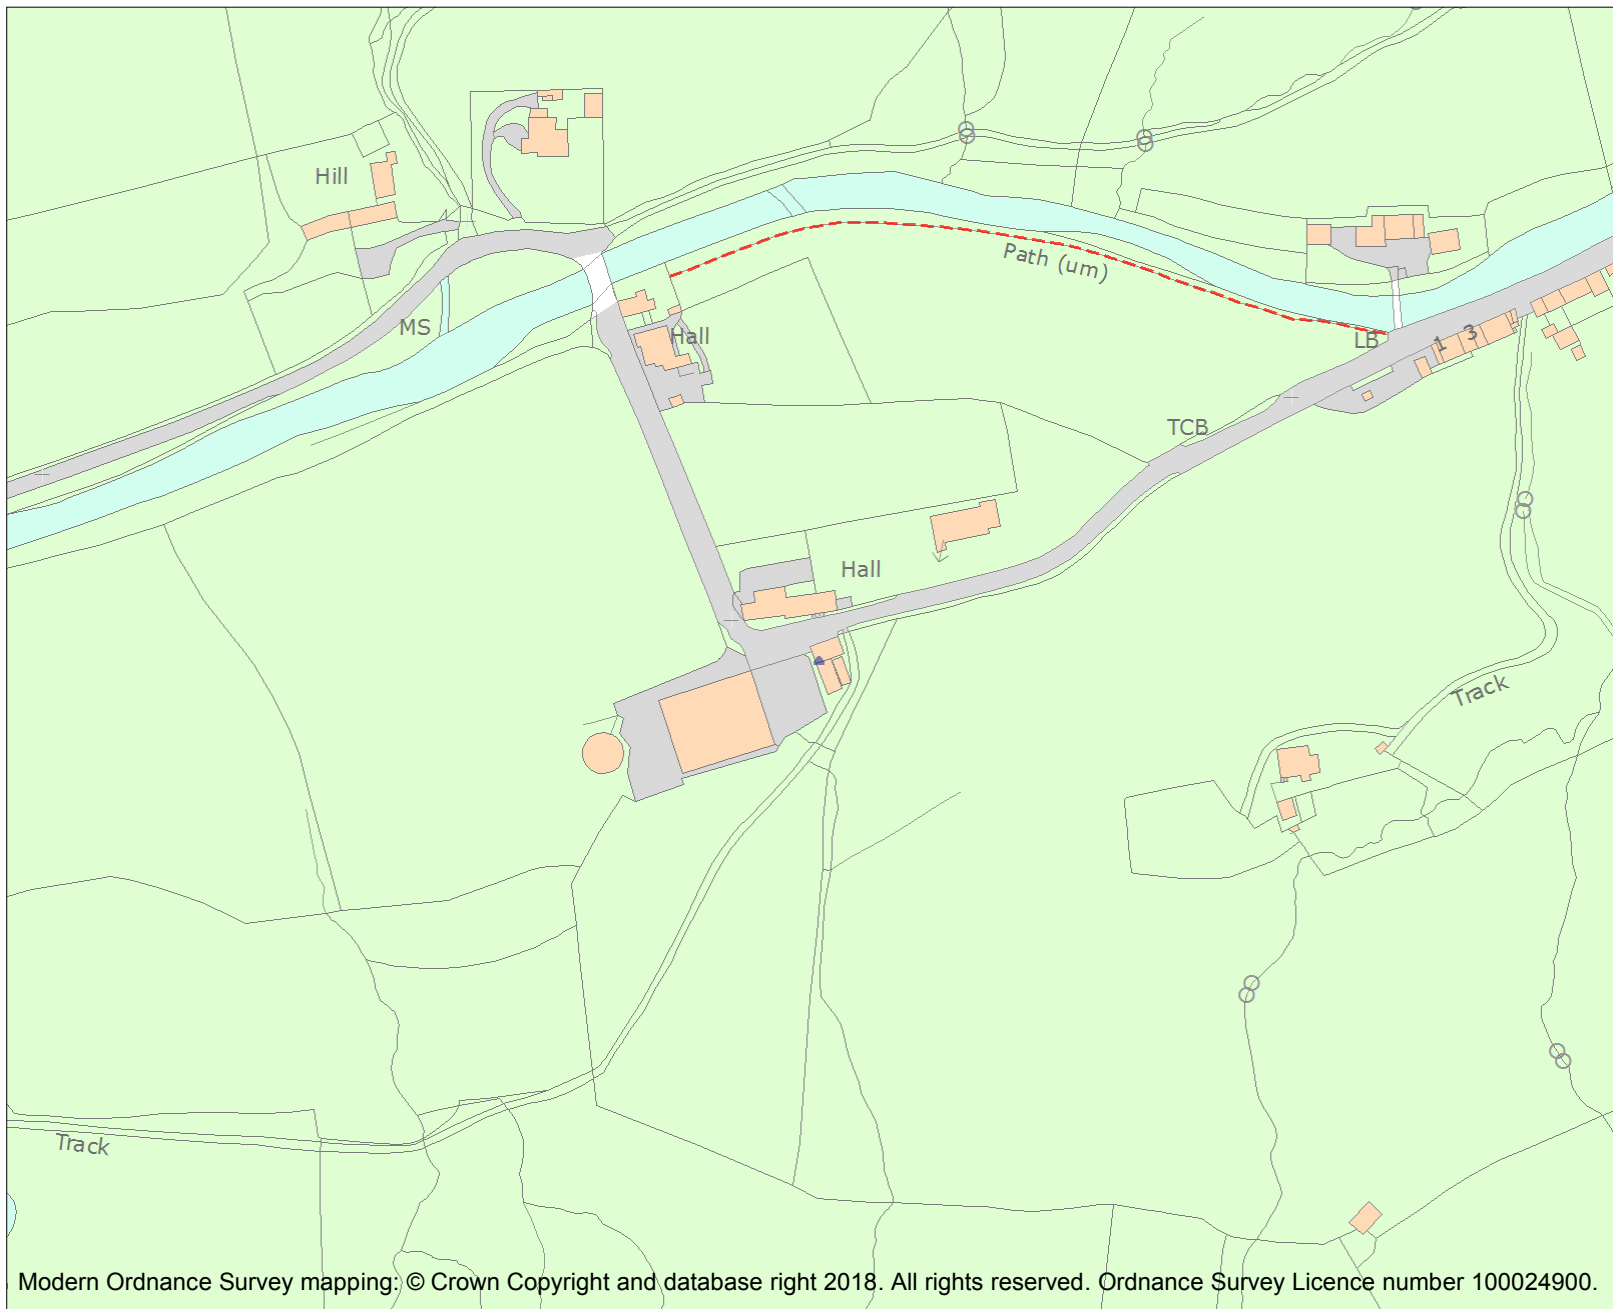 Hill
Path (um)
MS
Hall
LB
1
3
TCB
Hall
Track
Track
Modern Ordnance Survey mapping: © Crown Copyright and database right 2018. All rights reserved. Ordnance Survey Licence number 100024900.